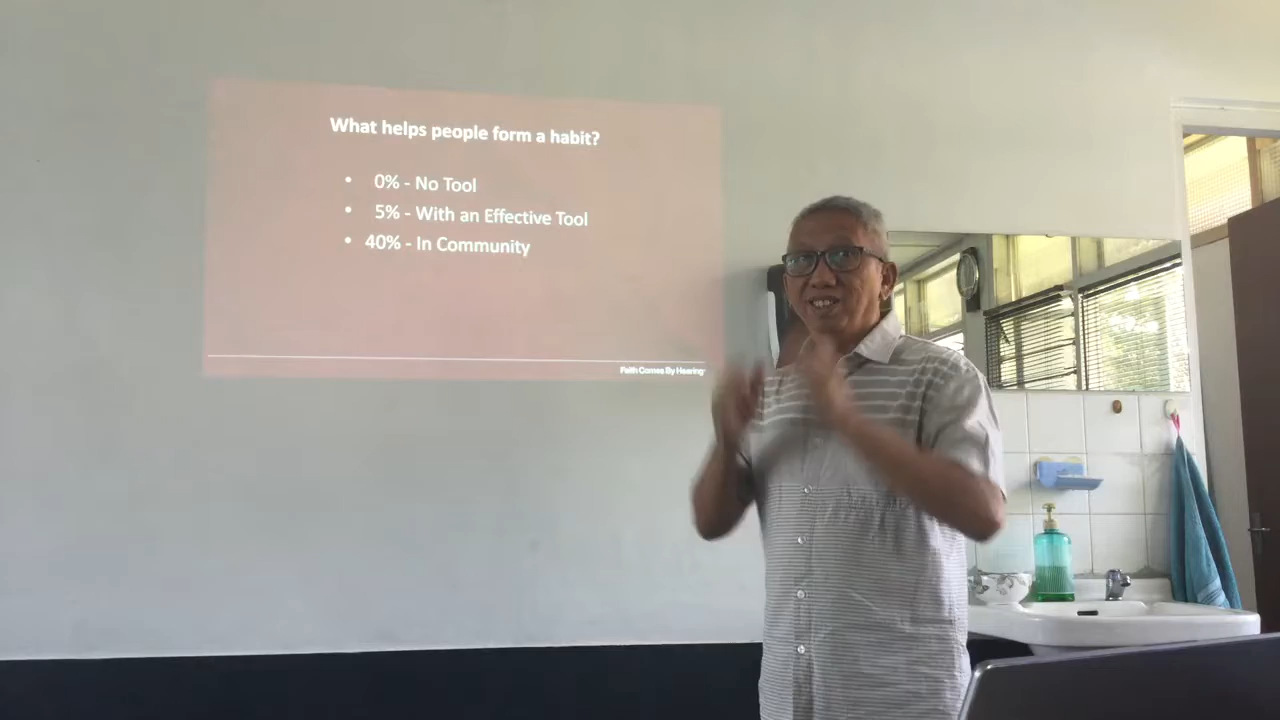 What helps people form a habit?
• 0% - No Tool
• 5% - With an Effective Tool
• 40% - In Community
Faith Comes By Hearing